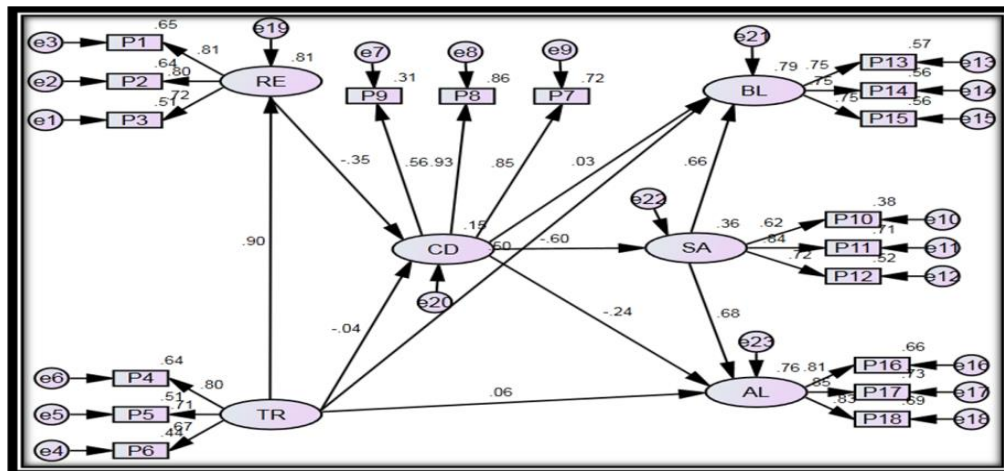 .65
e3 P1 .81 e19 .81
.64
e2 P2 .80 RE
.51 .72
e1 P3
e7 e8 e9
.31 .86 .72
P9 P8 P7
e21
.79 .75 .57
BL P13 e13
.75 .56
P14 e14
.75 .56
P15 e15
-.35
.56 .93 .85 .03 .66
e22
.90
.15 .50
CD -.60
e20
.36 .62 .38
SA P10 e10
.84 .71
P11 e11
.72 .52
P12 e12
-.04 -.24 .68
e23
.64
e6 P4 .80
.51
e5 P5 .71 TR
.67
.44
e4 P6
.06
.76 .81 .66
AL P16 e16
.85 .73
P17 e17
.83 .69
P18 e18